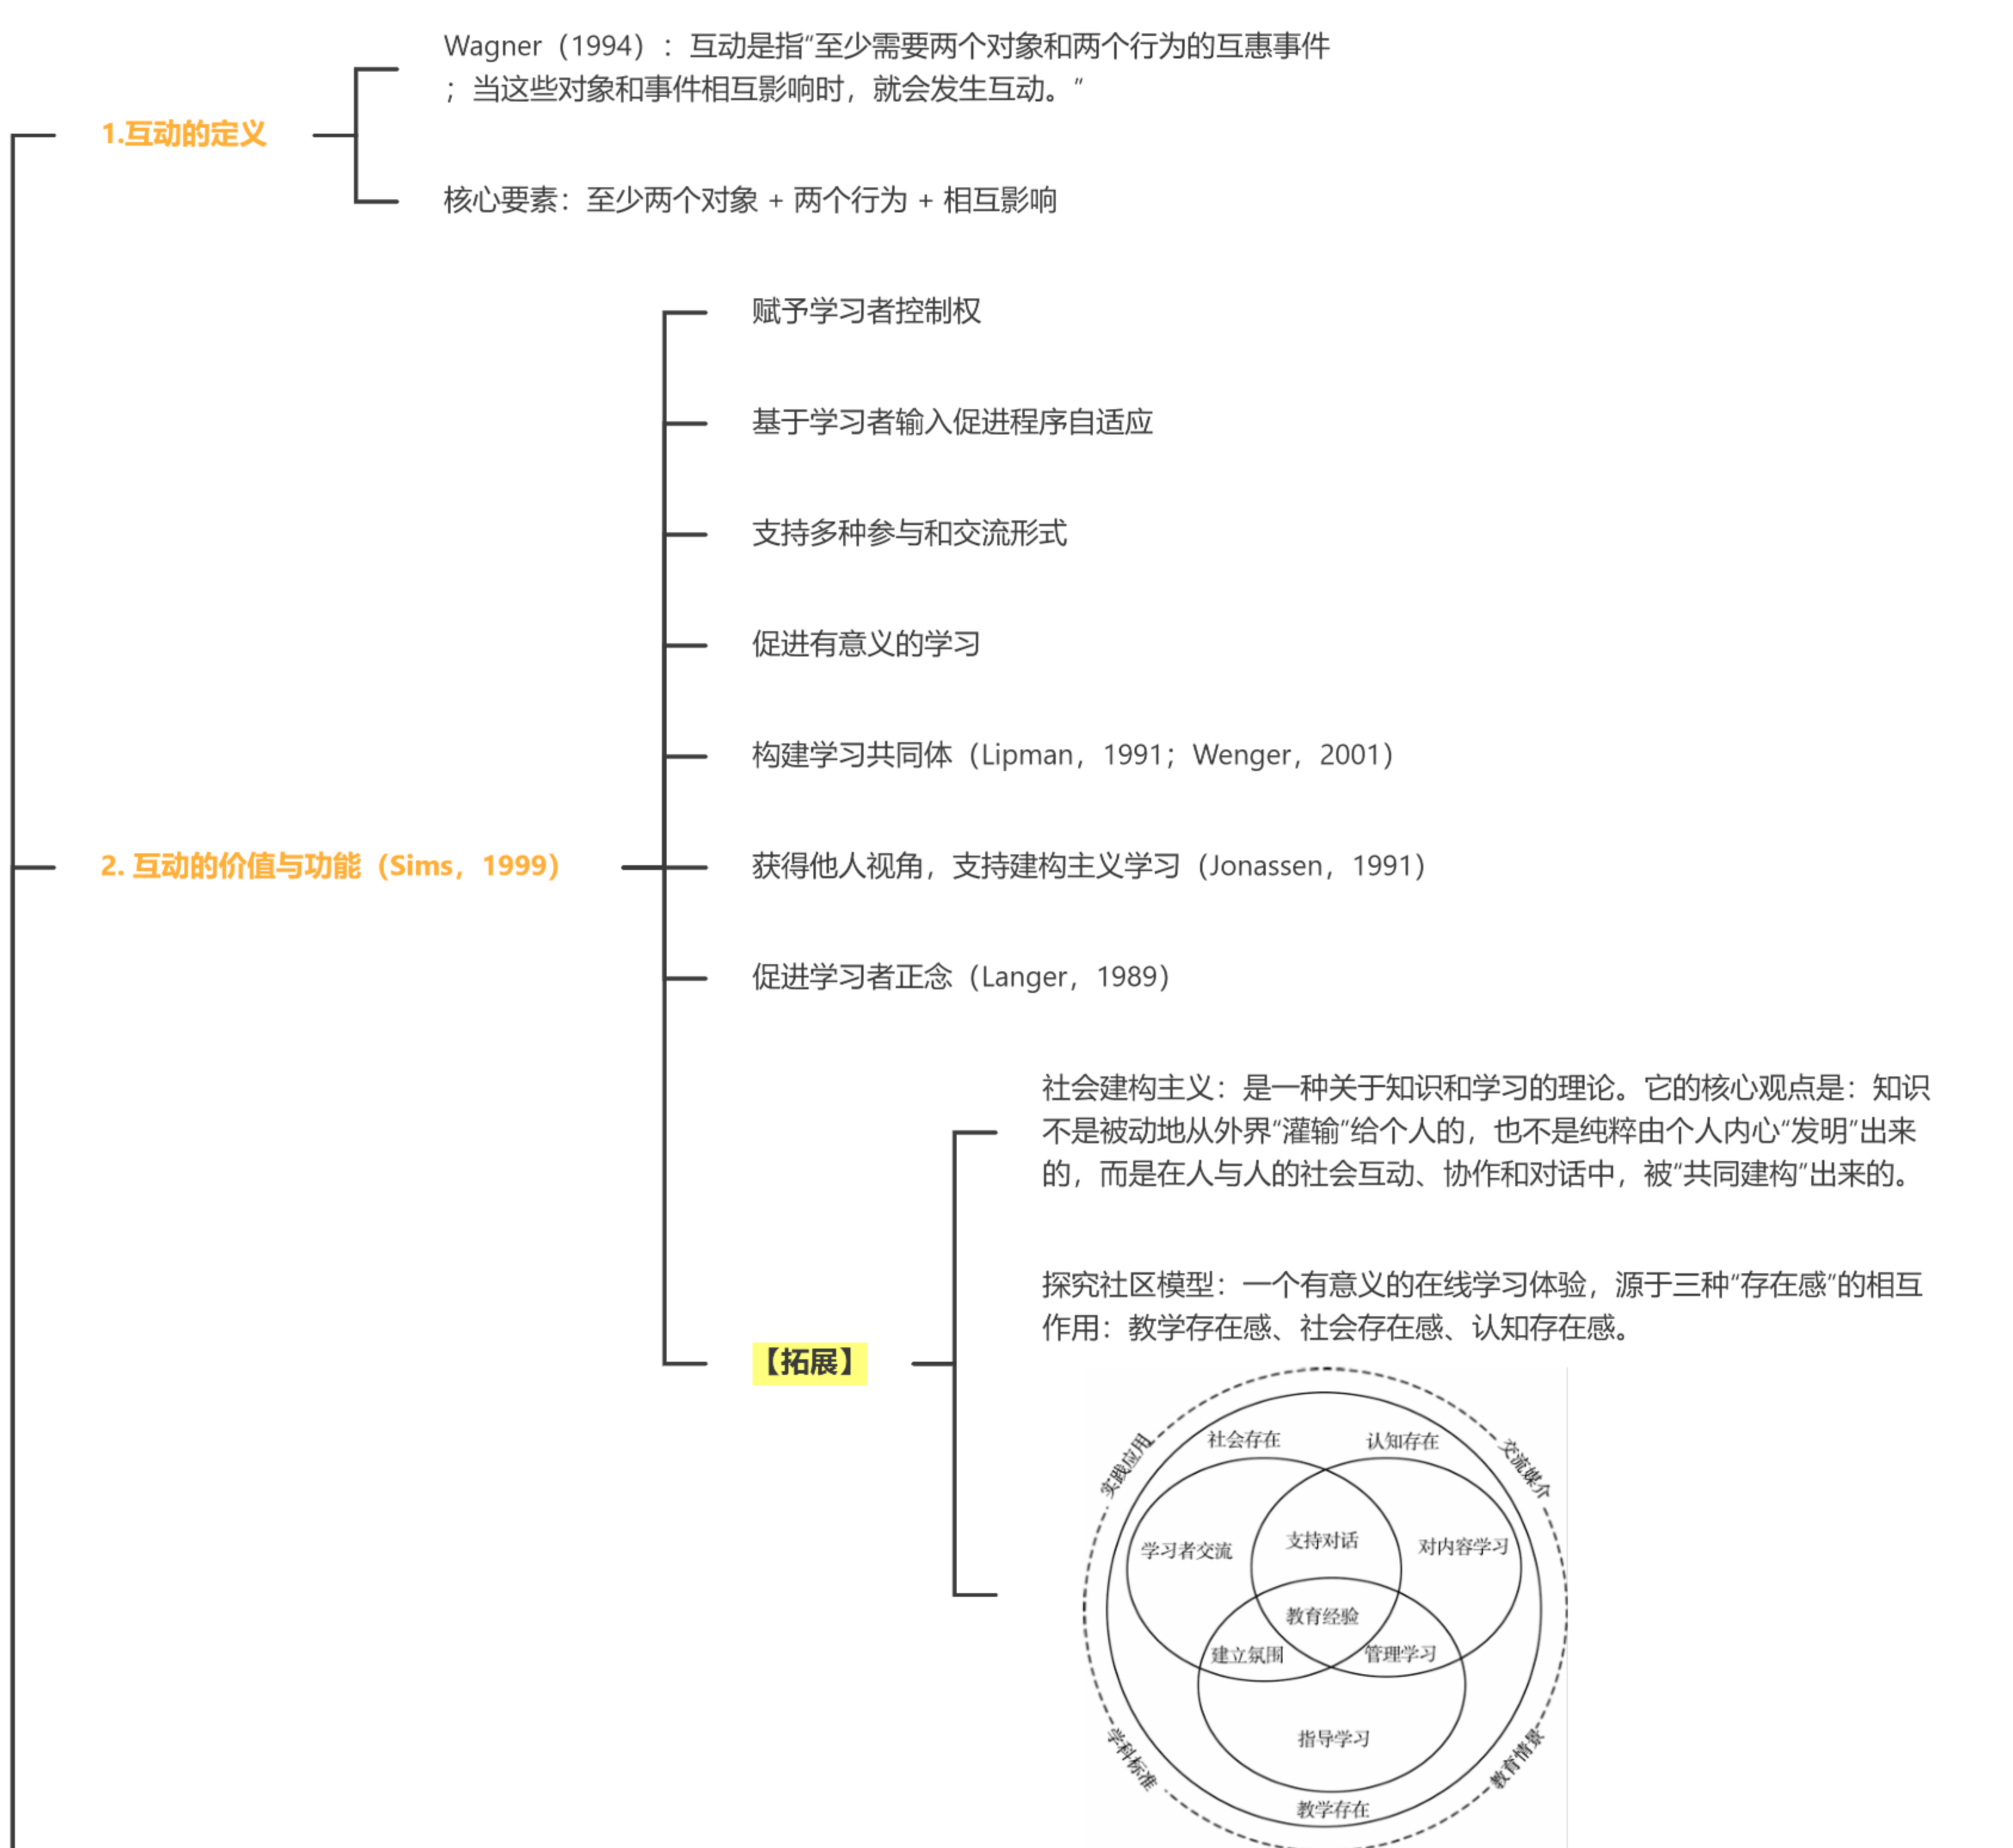 Wagner（1994）：互动是指“至少需要两个对象和两个行为的互惠事件
；当这些对象和事件相互影响时，就会发生互动。”
1.互动的定义
核心要素：至少两个对象 + 两个行为 + 相互影响
赋予学习者控制权
基于学习者输入促进程序自适应
支持多种参与和交流形式
促进有意义的学习
构建学习共同体（Lipman，1991；Wenger，2001）
2. 互动的价值与功能（Sims，1999）
获得他人视角，支持建构主义学习（Jonassen，1991）
促进学习者正念（Langer，1989）
社会建构主义：是一种关于知识和学习的理论。它的核心观点是：知识
不是被动地从外界“灌输”给个人的，也不是纯粹由个人内心“发明”出来
的，而是在人与人的社会互动、协作和对话中，被“共同建构”出来的。
探究社区模型：一个有意义的在线学习体验，源于三种“存在感”的相互
作用：教学存在感、社会存在感、认知存在感。
【拓展】
社会存在
认知存在
实践应用
交流媒介
学习者交流
支持对话
对内容学习
教育经验
建立氛围
管理学习
指导学习
学科标准
教育情景
教学存在